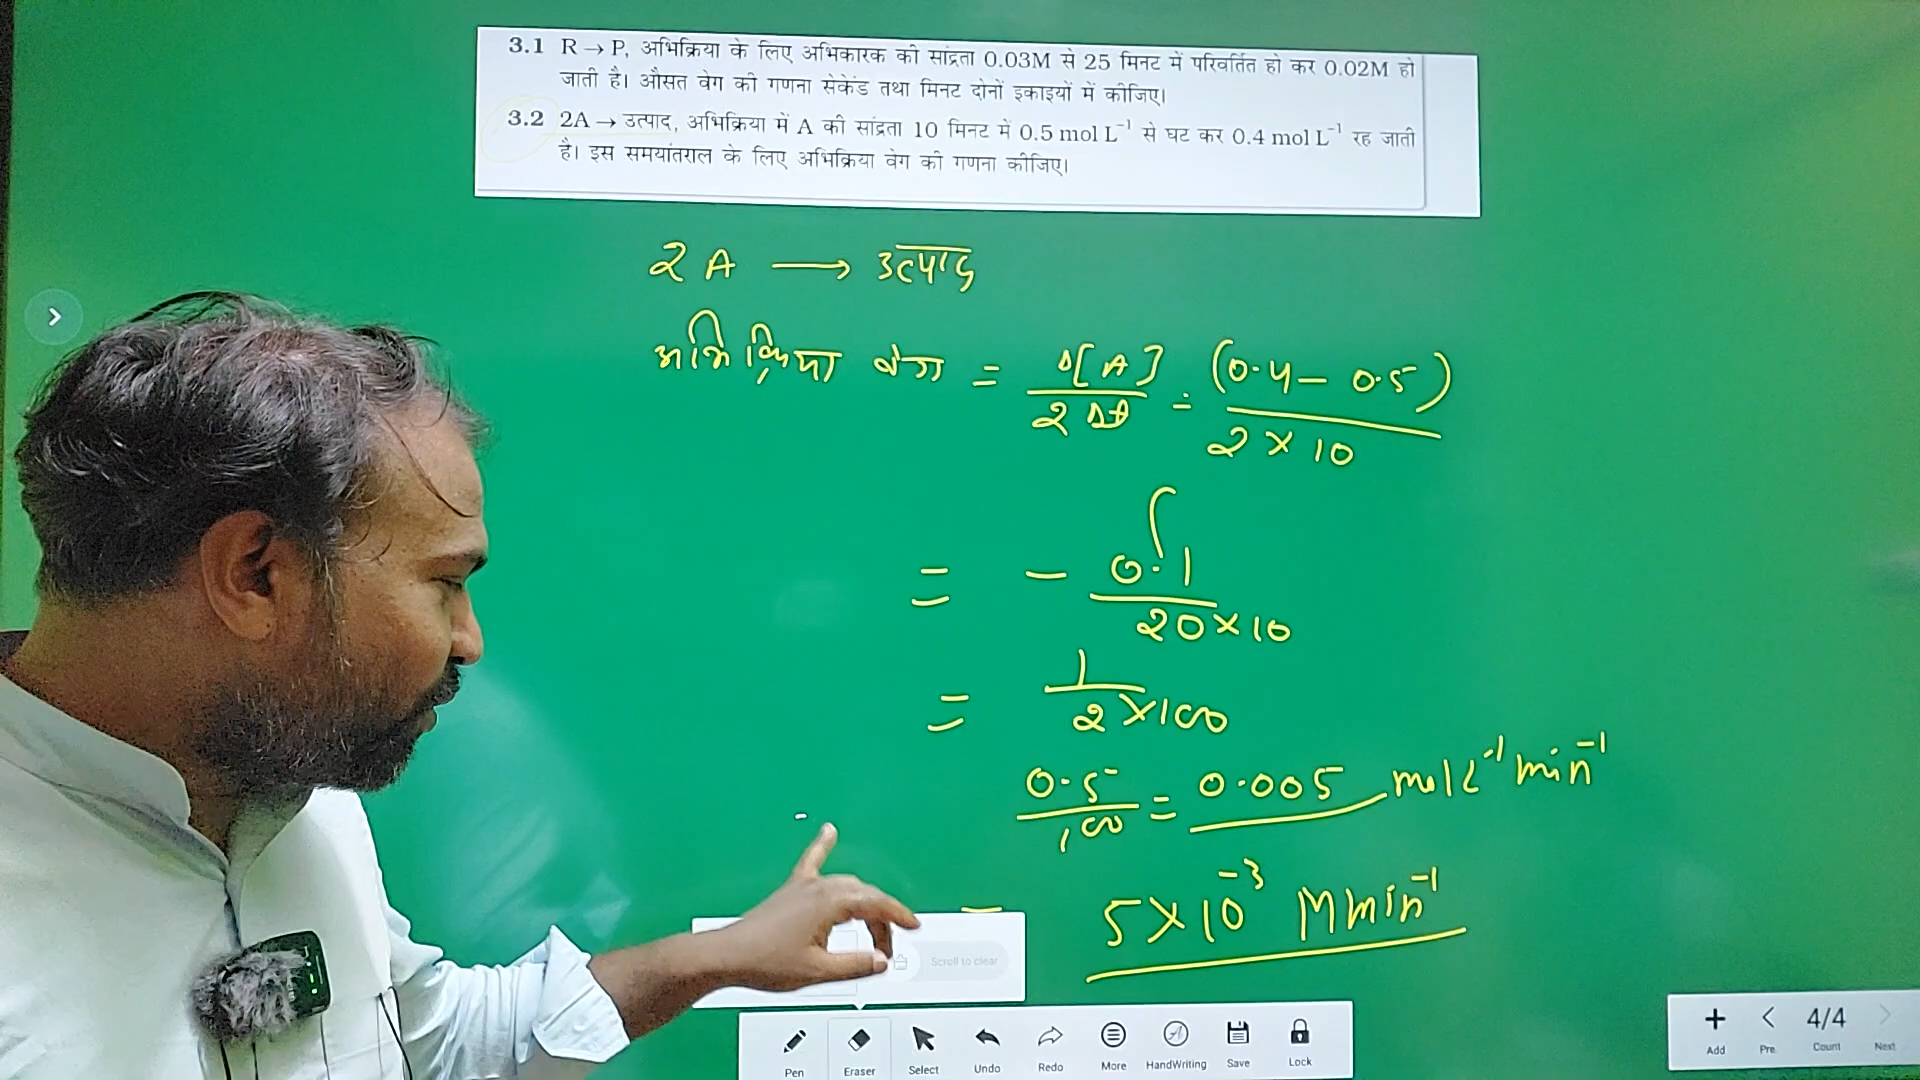 3.1 R → P, अभिक्रिया के लिए अभिकारक की सांद्रता 0.03M से 25 मिनट में परिवर्तित हो कर 0.02M हो
जाती है। औसत वेग की गणना सेकेंड तथा मिनट दोनों इकाइयों में कीजिए।
3.2 2A → उत्पाद, अभिक्रिया में A की सांद्रता 10 मिनट में 0.5 mol L⁻¹ से घट कर 0.4 mol L⁻¹ रह जाती
है। इस समयांतराल के लिए अभिक्रिया वेग की गणना कीजिए।
2A → उत्पाद
अभिक्रिया वेग = Δ[A] / 2Δt = (0.4 - 0.5) / 2 × 10
= - 0.1 / 20 × 10
= 1 / 2 × 100
0.5 / 100 = 0.005 mol L⁻¹ min⁻¹
= 5 × 10⁻³ M min⁻¹
Scroll to clear
Pen Eraser Select Undo Redo More HandWriting Save Lock
4/4
Add Pre Count Next